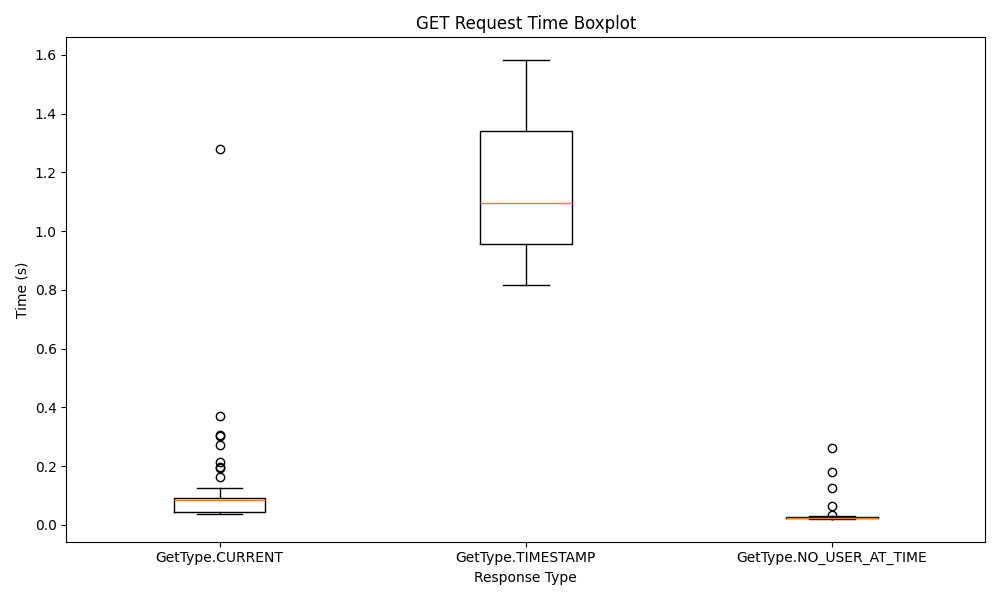 GET Request Time Boxplot
Time (s)
1.6
1.4
1.2
1.0
0.8
0.6
0.4
0.2
0.0
GetType.CURRENT GetType.TIMESTAMP GetType.NO_USER_AT_TIME
Response Type